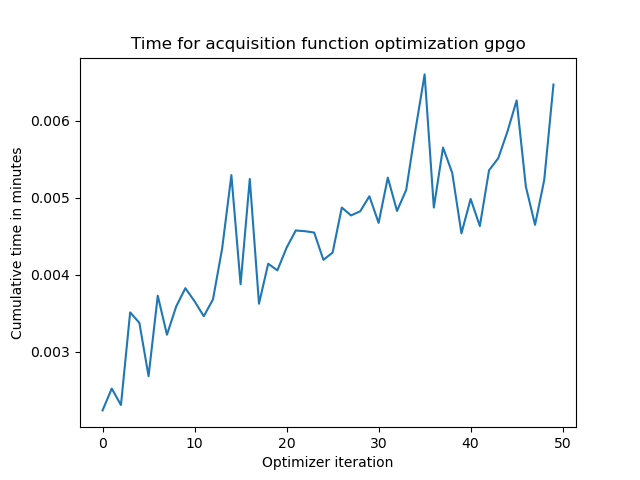 Time for acquisition function optimization gpgo
Cumulative time in minutes
0.006
0.005
0.004
0.003
0 10 20 30 40 50
Optimizer iteration